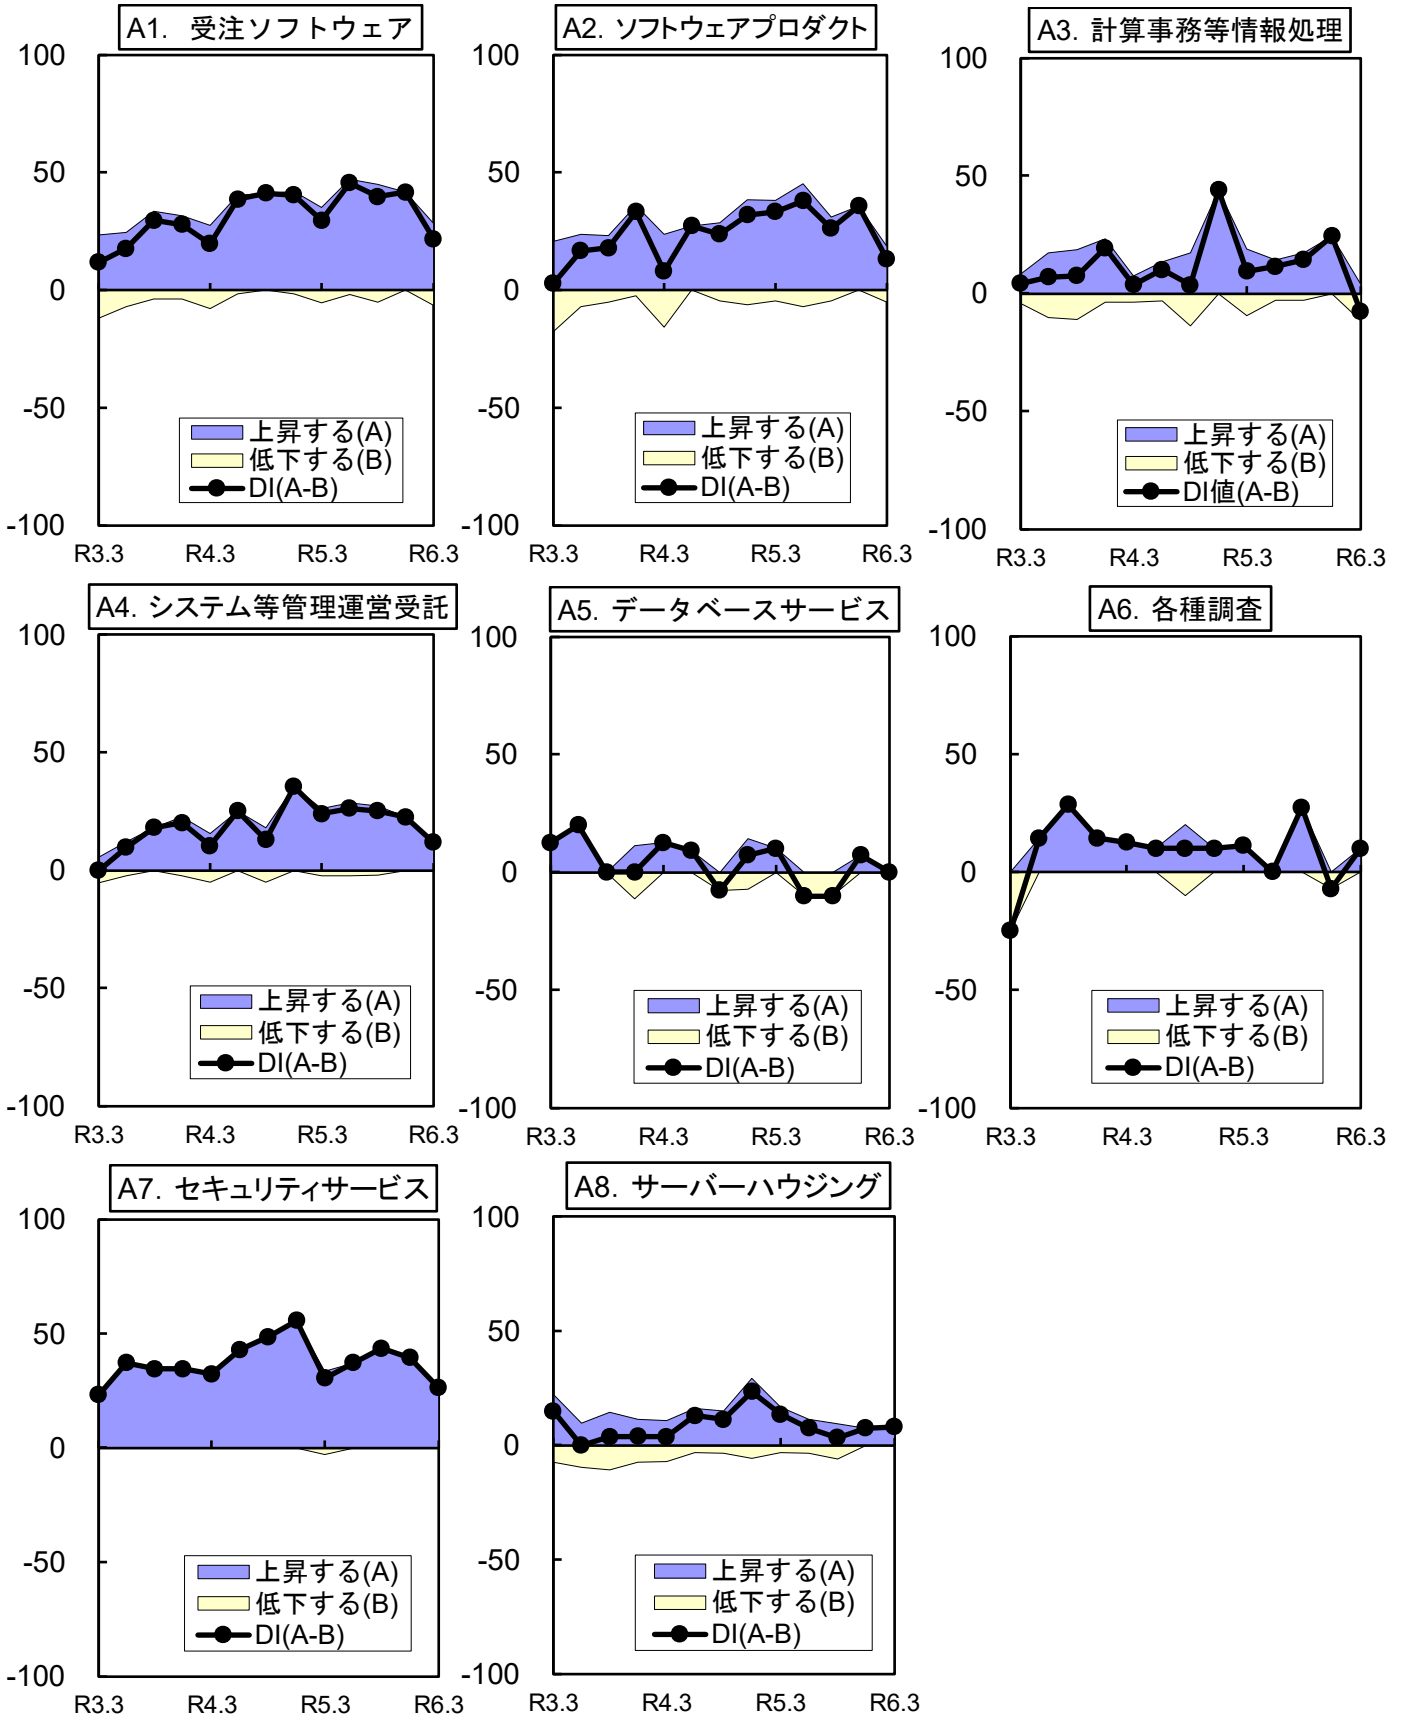 A1. 受注ソフトウェア
100
50
0
-50
-100
上昇する(A)
低下する(B)
DI(A-B)
R3.3 R4.3 R5.3 R6.3
A2. ソフトウェアプロダクト
100
50
0
-50
-100
上昇する(A)
低下する(B)
DI(A-B)
R3.3 R4.3 R5.3 R6.3
A3. 計算事務等情報処理
100
50
0
-50
-100
上昇する(A)
低下する(B)
DI値(A-B)
R3.3 R4.3 R5.3 R6.3
A4. システム等管理運営受託
100
50
0
-50
-100
上昇する(A)
低下する(B)
DI(A-B)
R3.3 R4.3 R5.3 R6.3
A5. データベースサービス
100
50
0
-50
-100
上昇する(A)
低下する(B)
DI(A-B)
R3.3 R4.3 R5.3 R6.3
A6. 各種調査
100
50
0
-50
-100
上昇する(A)
低下する(B)
DI(A-B)
R3.3 R4.3 R5.3 R6.3
A7. セキュリティサービス
100
50
0
-50
-100
上昇する(A)
低下する(B)
DI(A-B)
R3.3 R4.3 R5.3 R6.3
A8. サーバーハウジング
100
50
0
-50
-100
上昇する(A)
低下する(B)
DI(A-B)
R3.3 R4.3 R5.3 R6.3